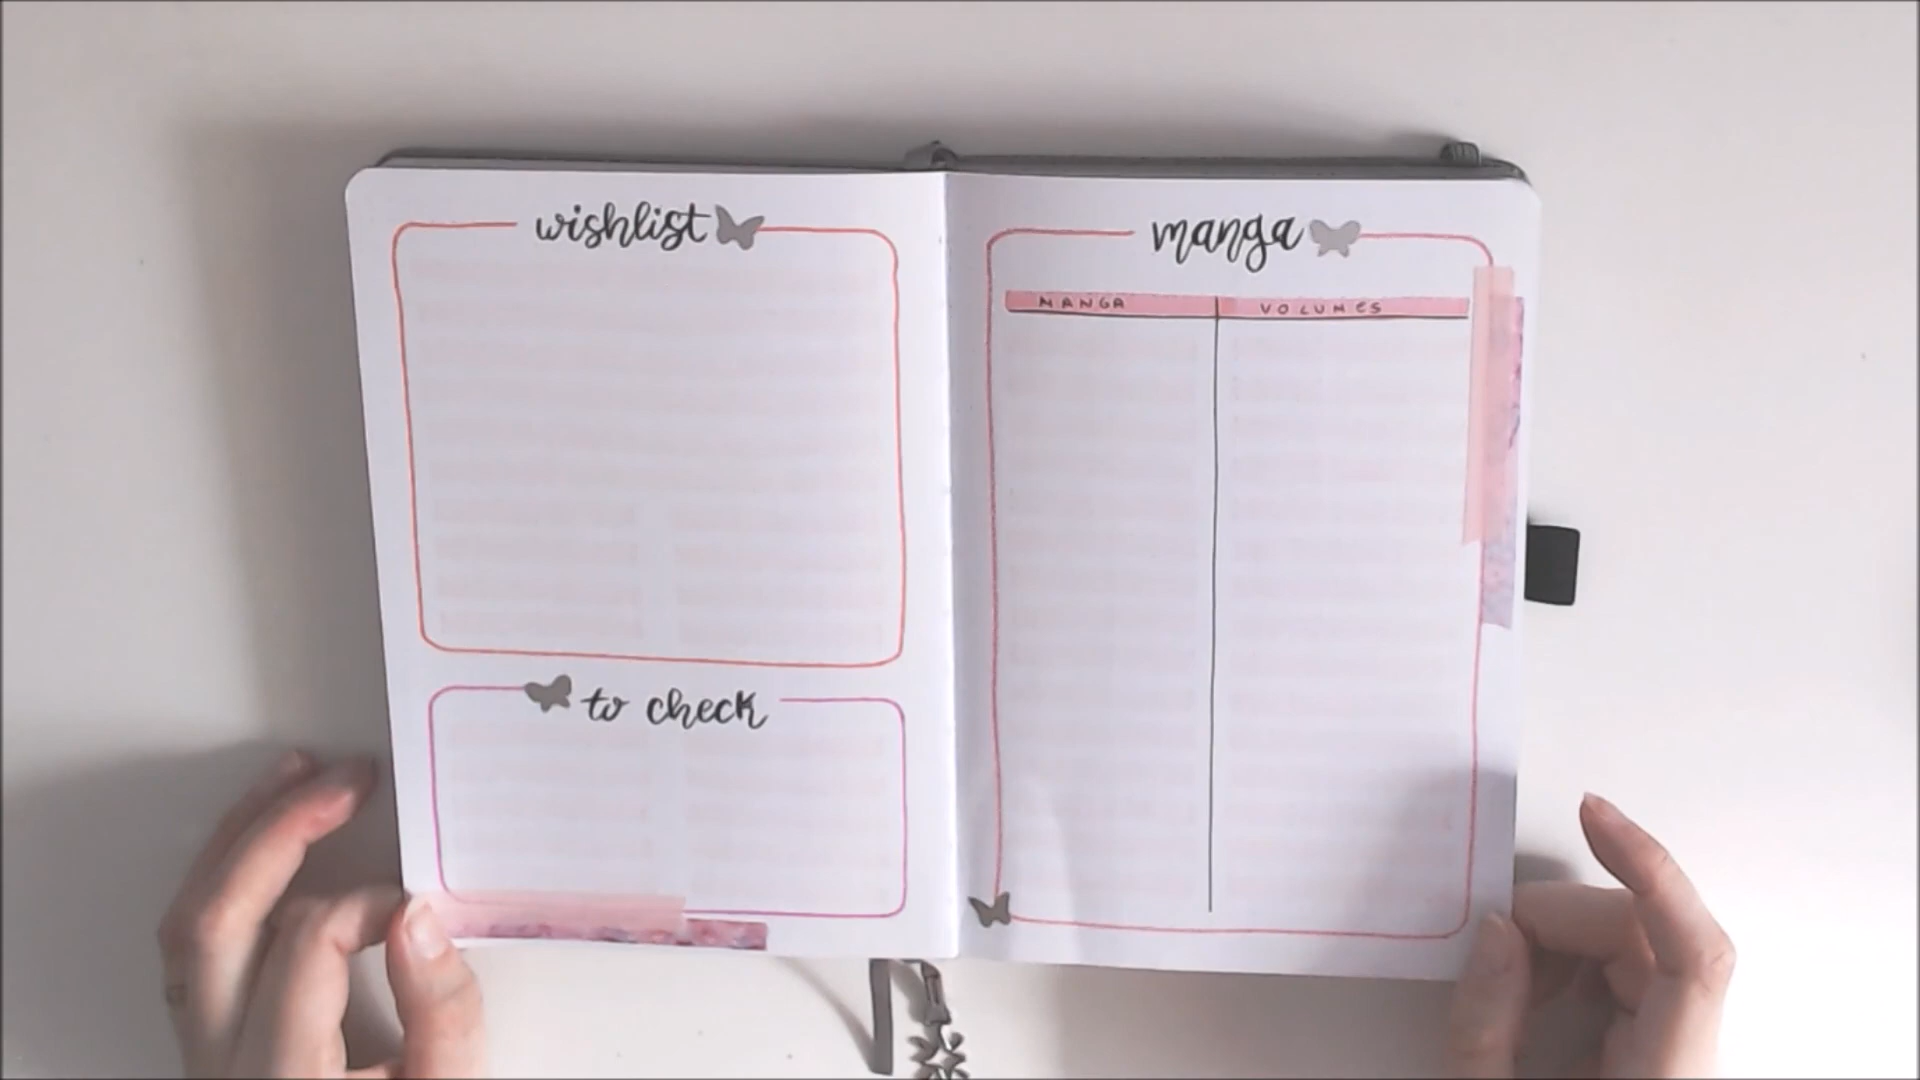 wishlist
to check
manga
MANGA
VOLUMES